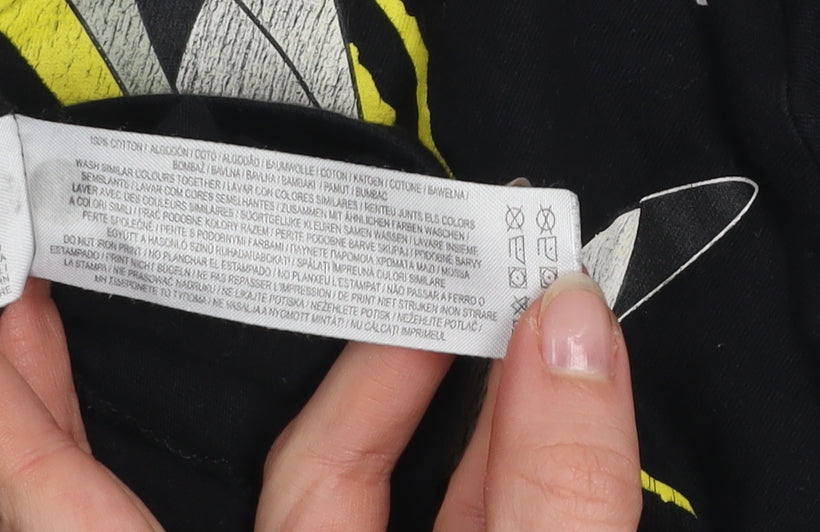 100% COTTON / ALGODÓN / COTO / ALGODÃO / BAUMWOLLE / COTON / KATOEN / COTONE / BAWEŁNA /
BOMBAŽ / BAVLNA / BAVLNA / ВАМВАКІ / PAMUT / BUMBAC
WASH SIMILAR COLOURS TOGETHER / LAVAR CON COLORES SIMILARES / RENTEU JUNTS ELS COLORS
SEMBLANTS / LAVAR COM CORES SEMELHANTES / ZUSAMMEN MIT ÄHNLICHEN FARBEN WASCHEN /
LAVER AVEC DES COULEURS SIMILAIRES / SOORTGELIJKE KLEUREN SAMEN WASSEN / LAVARE INSIEME
A COLORI SIMILI / PRAĆ PODOBNE KOLORY RAZEM / PERITE PODOBNE BARVE SKUPAJ / PODOBNÉ BARVY
PERTE SPOLEČNĚ / PERTE S PODOBNÝMI FARBAMI / ΠΛΥΝΕΤΕ ΠΑΡΟΜΟΙΑ ΧΡΩΜΑΤΑ ΜΑΖΙ / MOSSA
EGYÜTT A HASONLÓ SZÍNŰ RUHADARABOKAT / SPĂLAȚI ÎMPREUNĂ CULORI SIMILARE
DO NOT IRON PRINT / NO PLANCHAR EL ESTAMPADO / NO PLANXEU L'ESTAMPAT / NÃO PASSAR A FERRO O
ESTAMPADO / PRINT NICHT BÜGELN / NE PAS REPASSER L'IMPRESSION / DE PRINT NIET STRIJKEN / NON STIRARE
LA STAMPA / NIE PRASOWAĆ NADRUKU / NE LIKAJTE POTISKA / NEŽEHLETE POTISK / NEŽEHLITE POTLAČ /
ΜΗ ΣΙΔΕΡΩΝΕΤΕ ΤΟ ΤΥΠΩΜΑ / NE VASALJA A NYOMOTT MINTÁT / NU CĂLCAȚI IMPRIMEUL